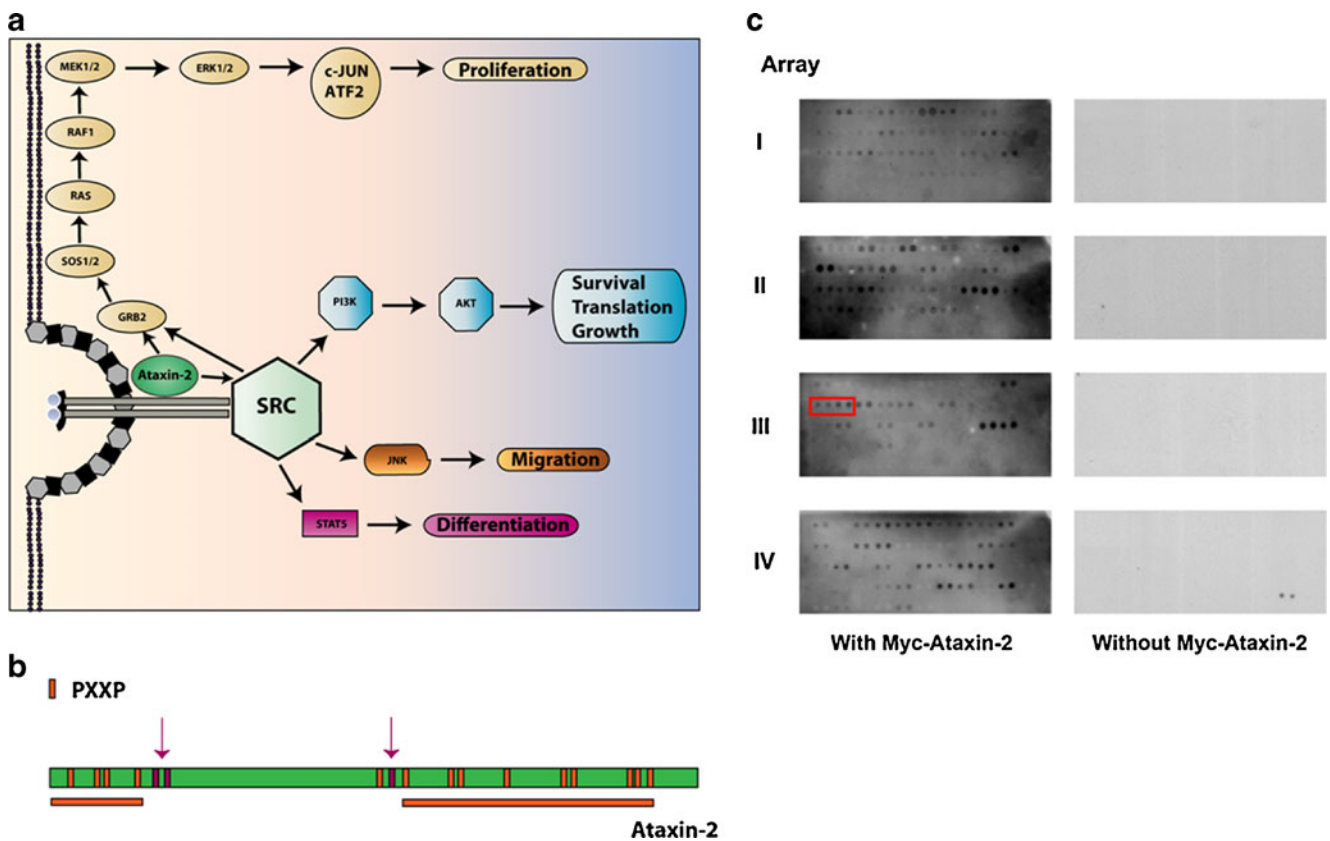 a
MEK1/2
ERK1/2
c-JUN
ATF2
Proliferation
RAF1
RAS
SOS1/2
GRB2
Ataxin-2
SRC
PI3K
AKT
Survival
Translation
Growth
JNK
Migration
STAT5
Differentiation
b
PXXP
Ataxin-2
c
Array
I
II
III
IV
With Myc-Ataxin-2
Without Myc-Ataxin-2